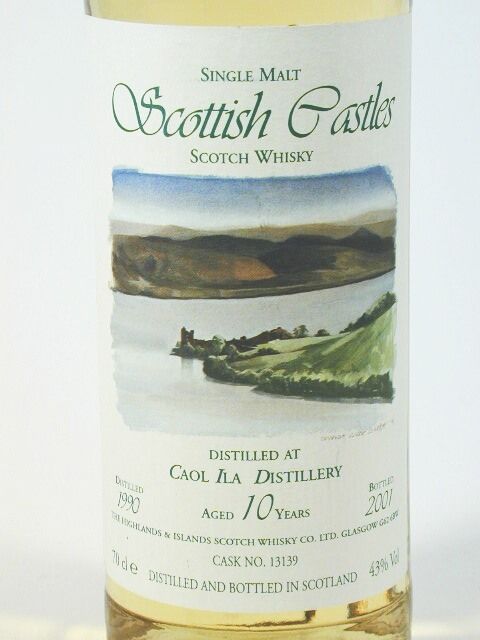 SINGLE MALT
Scottish Castles
SCOTCH WHISKY
DISTILLED AT
CAOL ILA DISTILLERY
DISTILLED
1990
AGED 10 YEARS
BOTTLED
2001
THE HIGHLANDS & ISLANDS SCOTCH WHISKY CO. LTD. GLASGOW
CASK NO. 13139
70 cl e
DISTILLED AND BOTTLED IN SCOTLAND
43% Vol